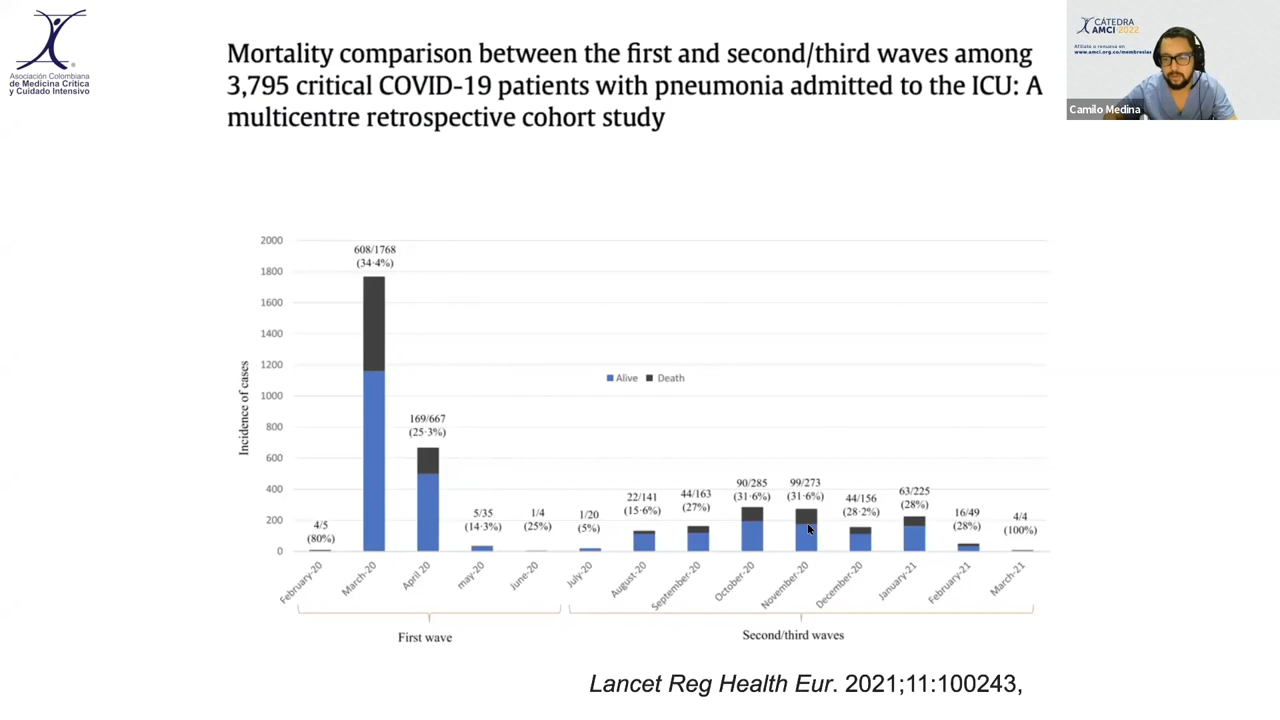 Asociación Colombiana
de Medicina Crítica
y Cuidado Intensivo
Mortality comparison between the first and second/third waves among
3,795 critical COVID-19 patients with pneumonia admitted to the ICU: A
multicentre retrospective cohort study
CÁTEDRA
AMCI 2022
Afíliate o renueva en
www.amci.org.co/membresias
Camilo Medina
Incidence of cases
2000
1800
1600
1400
1200
1000
800
600
400
200
0
Alive
Death
4/5
(80%)
608/1768
(34·4%)
169/667
(25·3%)
5/35
(14·3%)
1/4
(25%)
1/20
(5%)
22/141
(15·6%)
44/163
(27%)
90/285
(31·6%)
99/273
(31·6%)
44/156
(28·2%)
63/225
(28%)
16/49
(28%)
4/4
(100%)
February-20
March-20
April 20
may-20
June-20
July-20
August-20
September-20
October-20
November-20
December-20
January-21
February-21
March-21
First wave
Second/third waves
Lancet Reg Health Eur. 2021;11:100243,